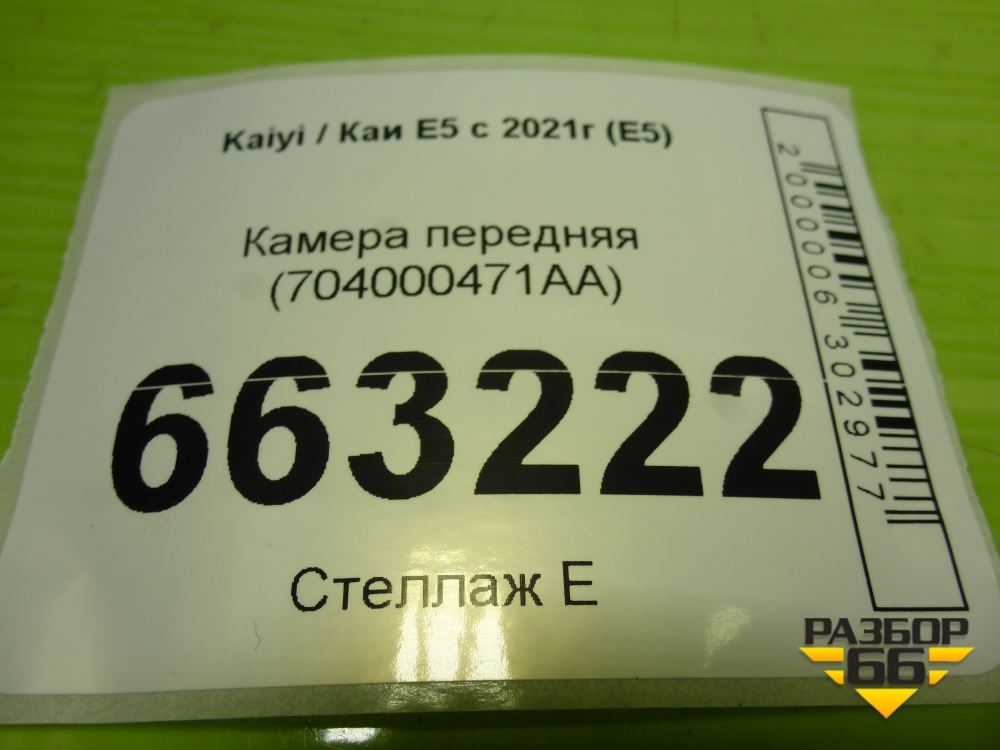 Kaiyi / Каи E5 с 2021г (E5)
Камера передняя
(704000471AA)
663222
Стеллаж E
2000006302977
РАЗБОР
66